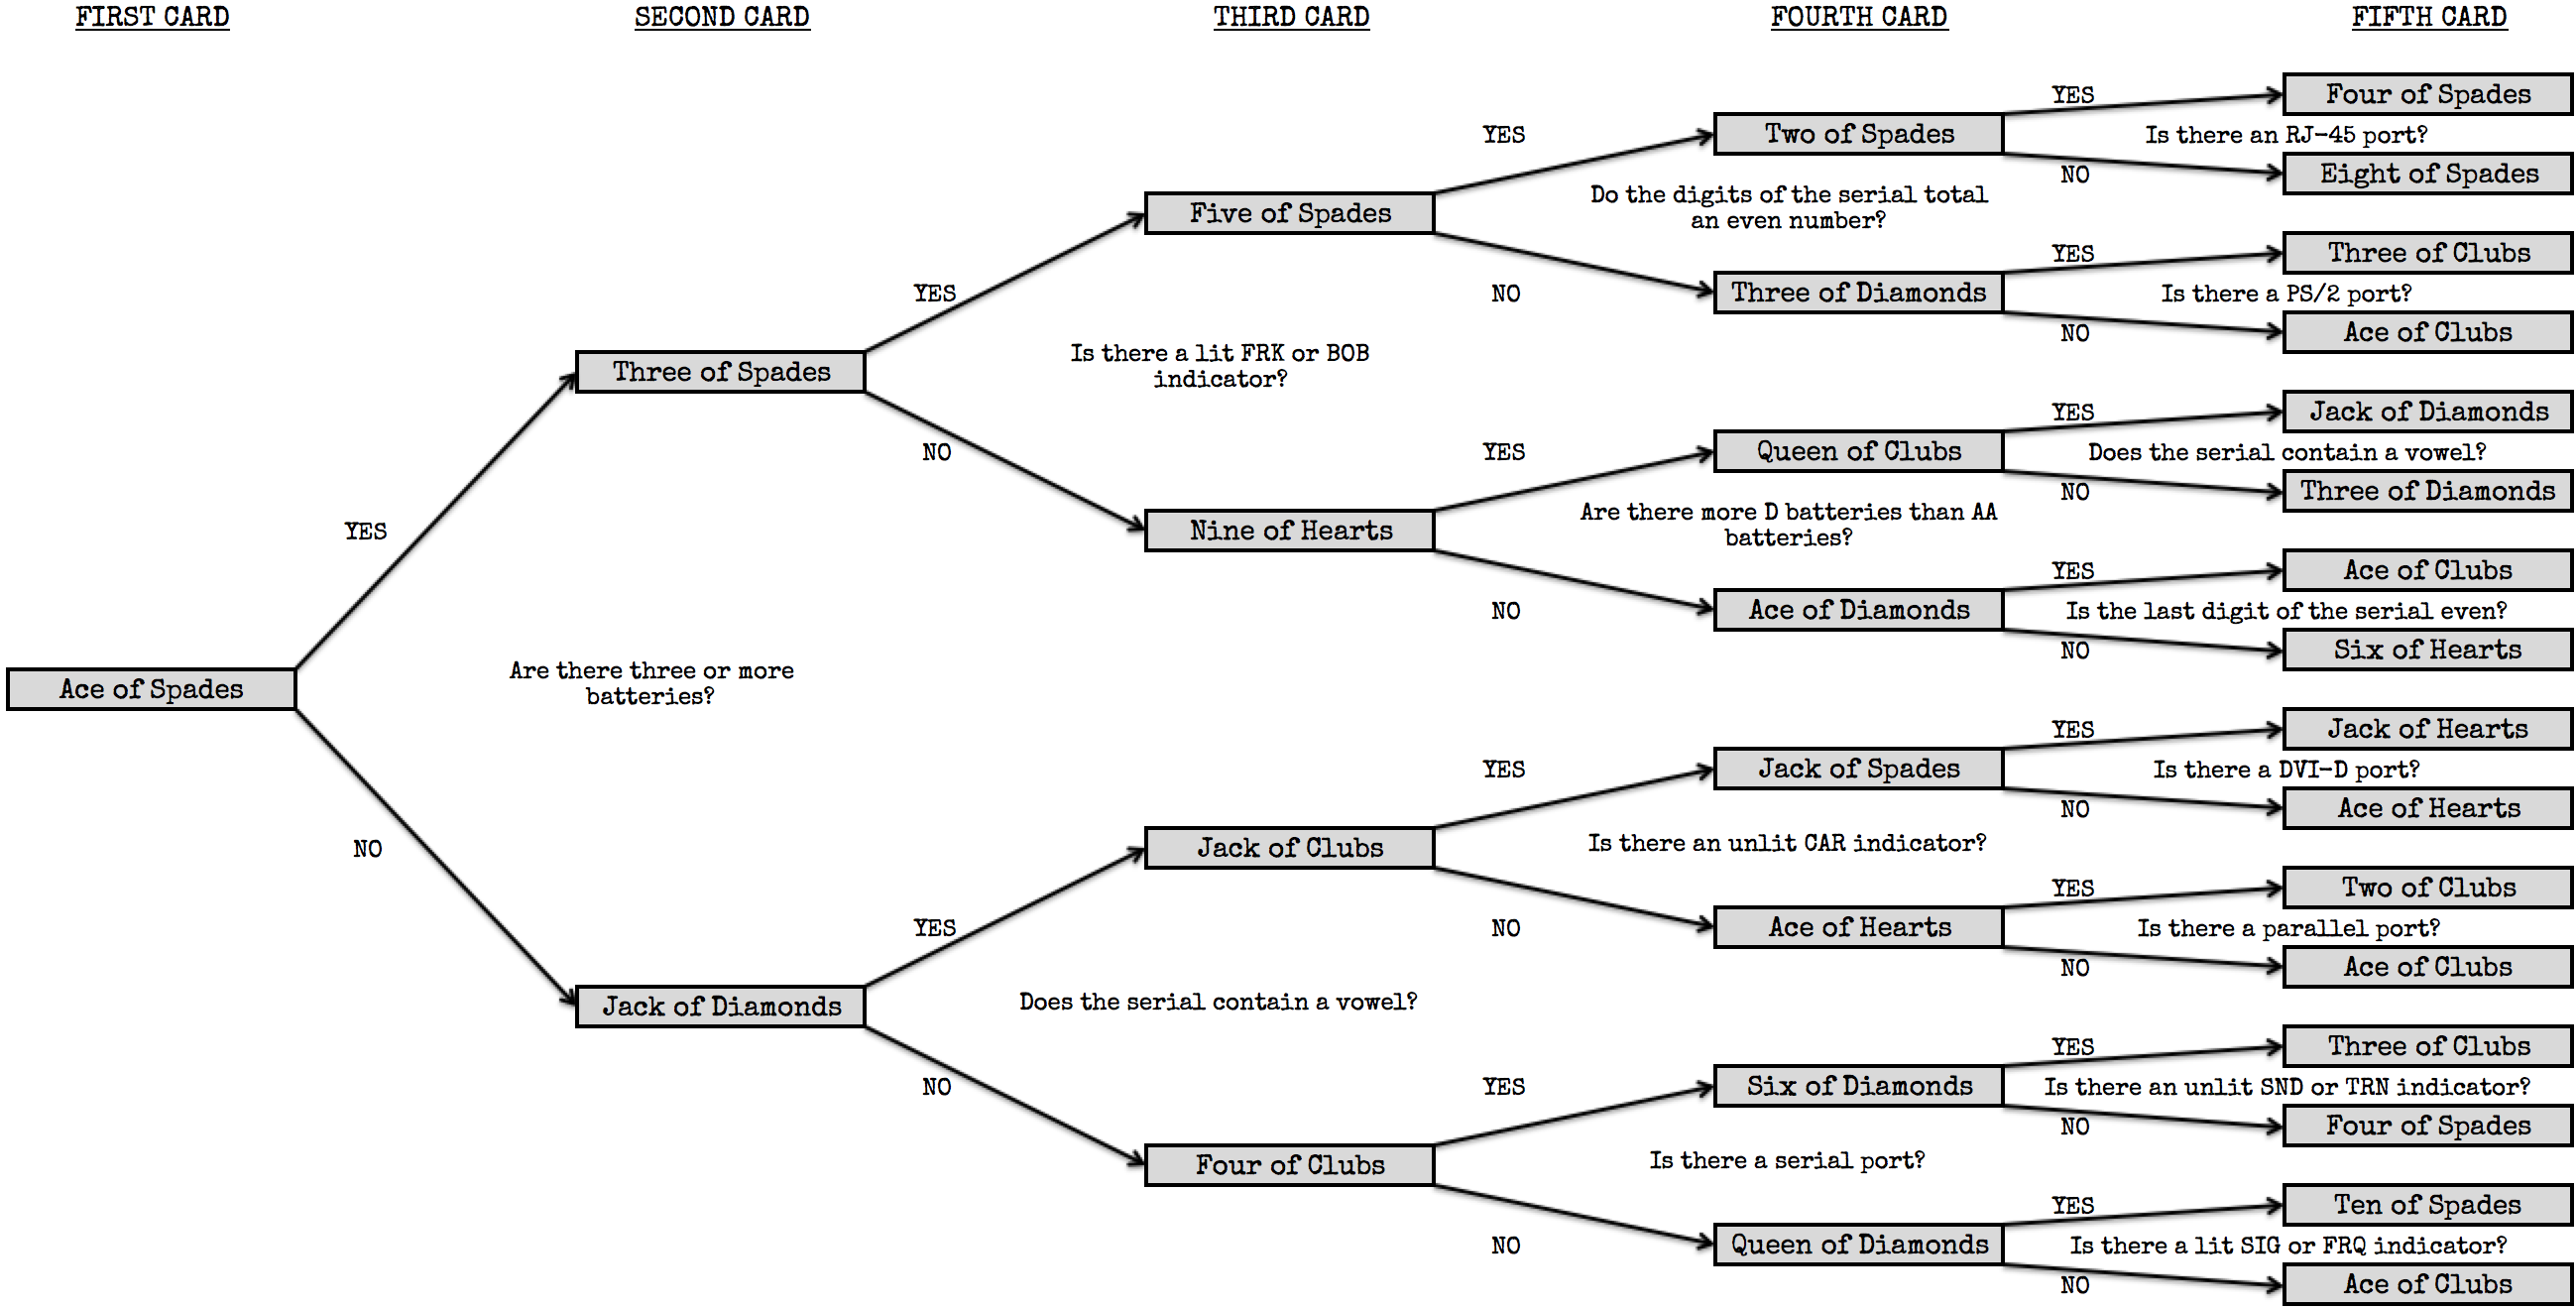 FIRST CARD
SECOND CARD
THIRD CARD
FOURTH CARD
FIFTH CARD
Ace of Spades
YES
Are there three or more
batteries?
NO
Three of Spades
YES
Is there a lit FRK or BOB
indicator?
NO
Jack of Diamonds
YES
Does the serial contain a vowel?
NO
Five of Spades
YES
Do the digits of the serial total
an even number?
NO
Nine of Hearts
YES
Are there more D batteries than AA
batteries?
NO
Jack of Clubs
YES
Is there an unlit CAR indicator?
NO
Four of Clubs
YES
Is there a serial port?
NO
Two of Spades
YES
Is there an RJ-45 port?
NO
Three of Diamonds
YES
Is there a PS/2 port?
NO
Queen of Clubs
YES
Does the serial contain a vowel?
NO
Ace of Diamonds
YES
Is the last digit of the serial even?
NO
Jack of Spades
YES
Is there a DVI-D port?
NO
Ace of Hearts
YES
Is there a parallel port?
NO
Six of Diamonds
YES
Is there an unlit SND or TRN indicator?
NO
Queen of Diamonds
YES
Is there a lit SIG or FRQ indicator?
NO
Four of Spades
Eight of Spades
Three of Clubs
Ace of Clubs
Jack of Diamonds
Three of Diamonds
Ace of Clubs
Six of Hearts
Jack of Hearts
Ace of Hearts
Two of Clubs
Ace of Clubs
Three of Clubs
Four of Spades
Ten of Spades
Ace of Clubs